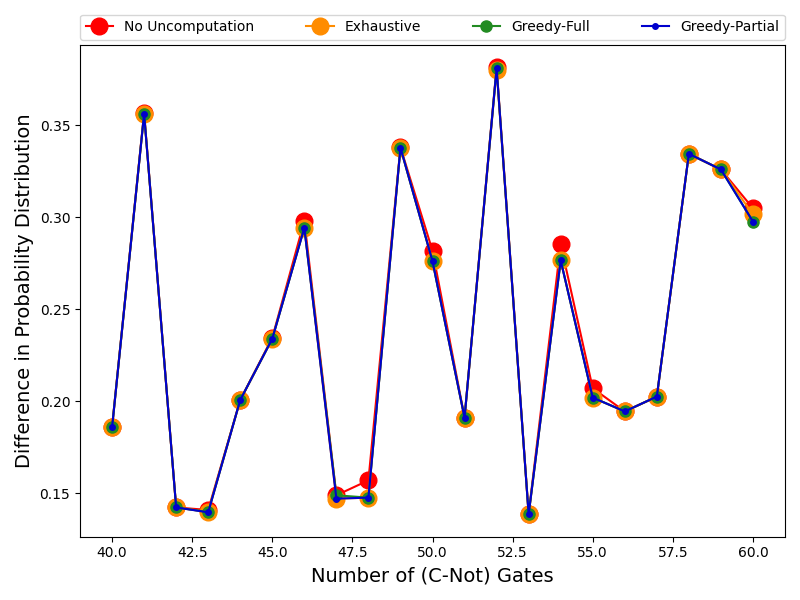 No Uncomputation Exhaustive Greedy-Full Greedy-Partial
Difference in Probability Distribution
0.35
0.30
0.25
0.20
0.15
40.0 42.5 45.0 47.5 50.0 52.5 55.0 57.5 60.0
Number of (C-Not) Gates